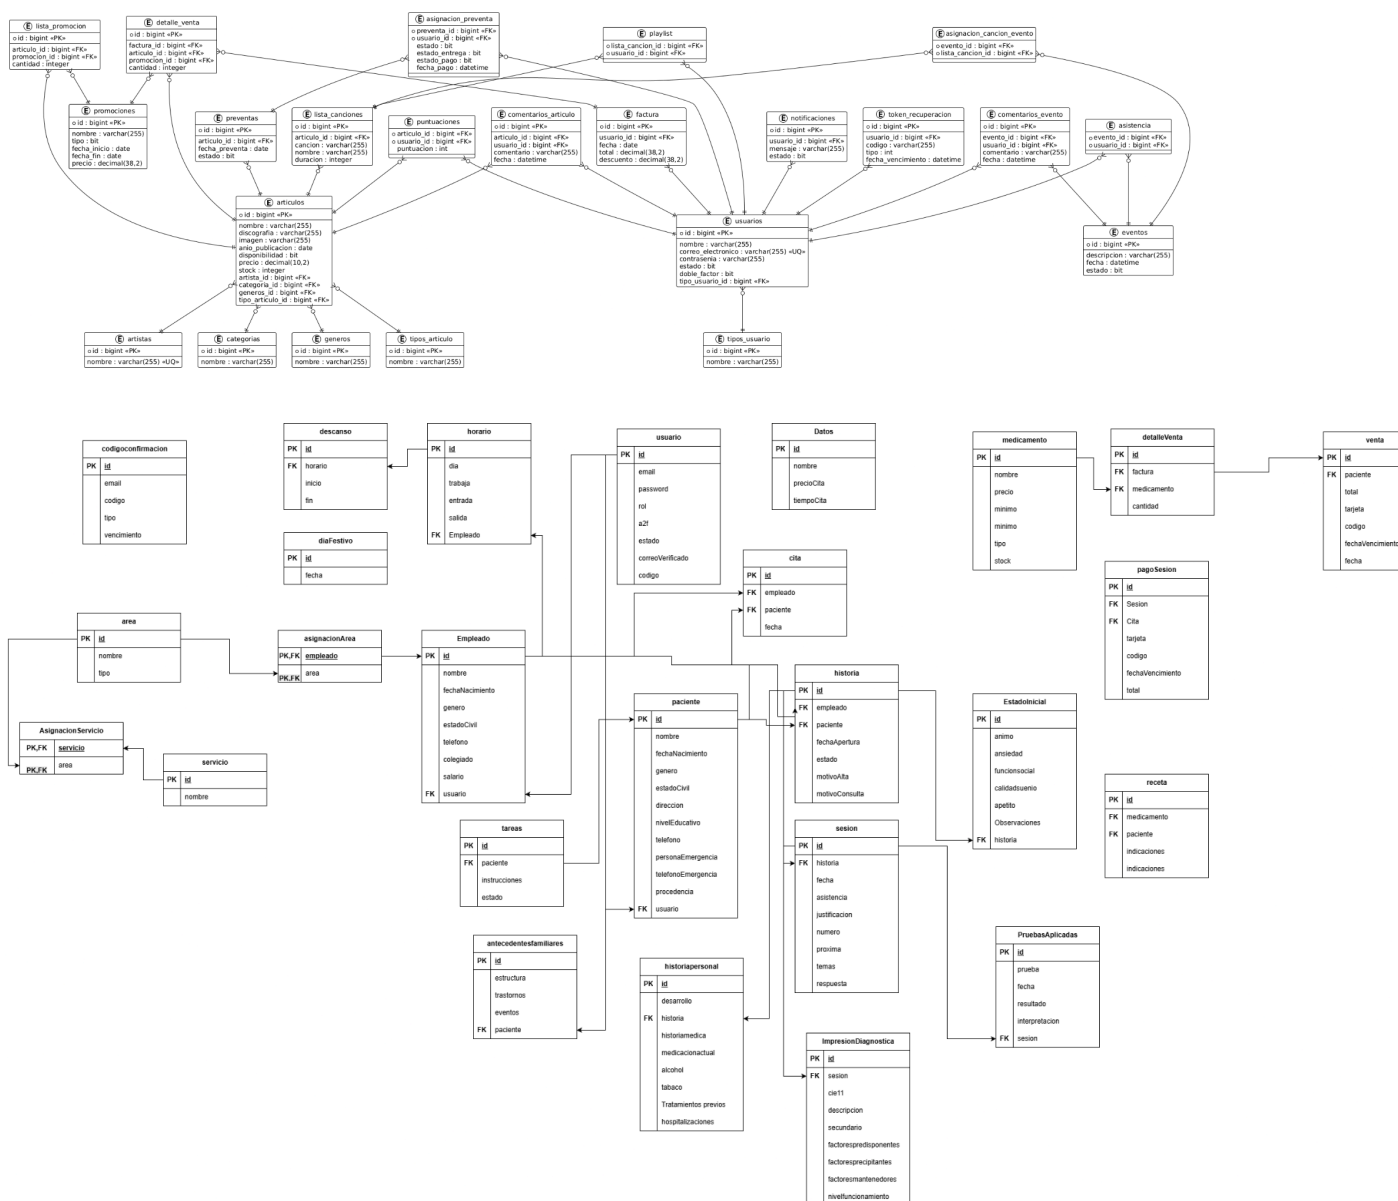 E lista_promocion
id : bigint «PK»
articulo_id : bigint «FK»
promocion_id : bigint «FK»
cantidad : integer
E detalle_venta
id : bigint «PK»
factura_id : bigint «FK»
articulo_id : bigint «FK»
promocion_id : bigint «FK»
cantidad : integer
E asignacion_preventa
preventa_id : bigint «FK»
usuario_id : bigint «FK»
estado : bit
estado_entrega : bit
estado_pago : bit
fecha_pago : datetime
E playlist
lista_cancion_id : bigint «FK»
usuario_id : bigint «FK»
E asignacion_cancion_evento
evento_id : bigint «FK»
lista_cancion_id : bigint «FK»
E promociones
id : bigint «PK»
nombre : varchar(255)
tipo : bit
fecha_inicio : date
fecha_fin : date
precio : decimal(38,2)
E preventas
id : bigint «PK»
articulo_id : bigint «FK»
fecha_preventa : date
estado : bit
E lista_canciones
id : bigint «PK»
articulo_id : bigint «FK»
cancion : varchar(255)
nombre : varchar(255)
duracion : integer
E puntuaciones
articulo_id : bigint «FK»
usuario_id : bigint «FK»
puntuacion : int
E comentarios_articulo
id : bigint «PK»
articulo_id : bigint «FK»
usuario_id : bigint «FK»
comentario : varchar(255)
fecha : datetime
E factura
id : bigint «PK»
usuario_id : bigint «FK»
fecha : date
total : decimal(38,2)
descuento : decimal(38,2)
E notificaciones
id : bigint «PK»
usuario_id : bigint «FK»
mensaje : varchar(255)
estado : bit
E token_recuperacion
id : bigint «PK»
usuario_id : bigint «FK»
codigo : varchar(255)
tipo : int
fecha_vencimiento : datetime
E comentarios_evento
id : bigint «PK»
evento_id : bigint «FK»
usuario_id : bigint «FK»
comentario : varchar(255)
fecha : datetime
E asistencia
evento_id : bigint «FK»
usuario_id : bigint «FK»
E articulos
id : bigint «PK»
nombre : varchar(255)
discografia : varchar(255)
imagen : varchar(255)
anio_publicacion : date
disponibilidad : bit
precio : decimal(10,2)
stock : integer
artista_id : bigint «FK»
categoria_id : bigint «FK»
generos_id : bigint «FK»
tipo_articulo_id : bigint «FK»
E usuarios
id : bigint «PK»
nombre : varchar(255)
correo_electronico : varchar(255) «UQ»
contrasenia : varchar(255)
estado : bit
doble_factor : bit
tipo_usuario_id : bigint «FK»
E eventos
id : bigint «PK»
descripcion : varchar(255)
fecha : datetime
estado : bit
E artistas
id : bigint «PK»
nombre : varchar(255) «UQ»
E categorias
id : bigint «PK»
nombre : varchar(255)
E generos
id : bigint «PK»
nombre : varchar(255)
E tipos_articulo
id : bigint «PK»
nombre : varchar(255)
E tipos_usuario
id : bigint «PK»
nombre : varchar(255)
codigoconfirmacion
PK id
email
codigo
tipo
vencimiento
descanso
PK id
FK horario
inicio
fin
horario
PK id
dia
trabaja
entrada
salida
FK Empleado
usuario
PK id
email
password
rol
a2f
estado
correoVerificado
codigo
Datos
PK id
nombre
precioCita
tiempoCita
medicamento
PK id
nombre
precio
minimo
minimo
tipo
stock
detalleVenta
PK id
FK factura
FK medicamento
cantidad
venta
PK id
FK paciente
total
tarjeta
codigo
fechaVencimiento
fecha
diaFestivo
PK id
fecha
cita
PK id
FK empleado
FK paciente
fecha
pagoSesion
PK id
FK Sesion
FK Cita
tarjeta
codigo
fechaVencimiento
total
area
PK id
nombre
tipo
asignacionArea
PK,FK empleado
PK,FK area
Empleado
PK id
nombre
fechaNacimiento
genero
estadoCivil
telefono
colegiado
salario
FK usuario
historia
PK id
FK empleado
FK paciente
fechaApertura
estado
motivoAlta
motivoConsulta
paciente
PK id
nombre
fechaNacimiento
genero
estadoCivil
direccion
nivelEducativo
telefono
personaEmergencia
telefonoEmergencia
procedencia
FK usuario
EstadoInicial
PK id
animo
ansiedad
funcionsocial
calidadsuenio
apetito
Observaciones
FK historia
AsignacionServicio
PK,FK servicio
PK,FK area
servicio
PK id
nombre
receta
PK id
FK medicamento
FK paciente
indicaciones
indicaciones
tareas
PK id
FK paciente
instrucciones
estado
sesion
PK id
FK historia
fecha
asistencia
justificacion
numero
proxima
temas
respuesta
PruebasAplicadas
PK id
prueba
fecha
resultado
interpretacion
FK sesion
antecedentesfamiliares
PK id
estructura
trastornos
eventos
FK paciente
historiapersonal
PK id
desarrollo
FK historia
historiamedica
medicacionactual
alcohol
tabaco
Tratamientos previos
hospitalizaciones
ImpresionDiagnostica
PK id
FK sesion
cie11
descripcion
secundario
factorespredisponentes
factoresprecipitantes
factoresmantenedores
nivelfuncionamiento